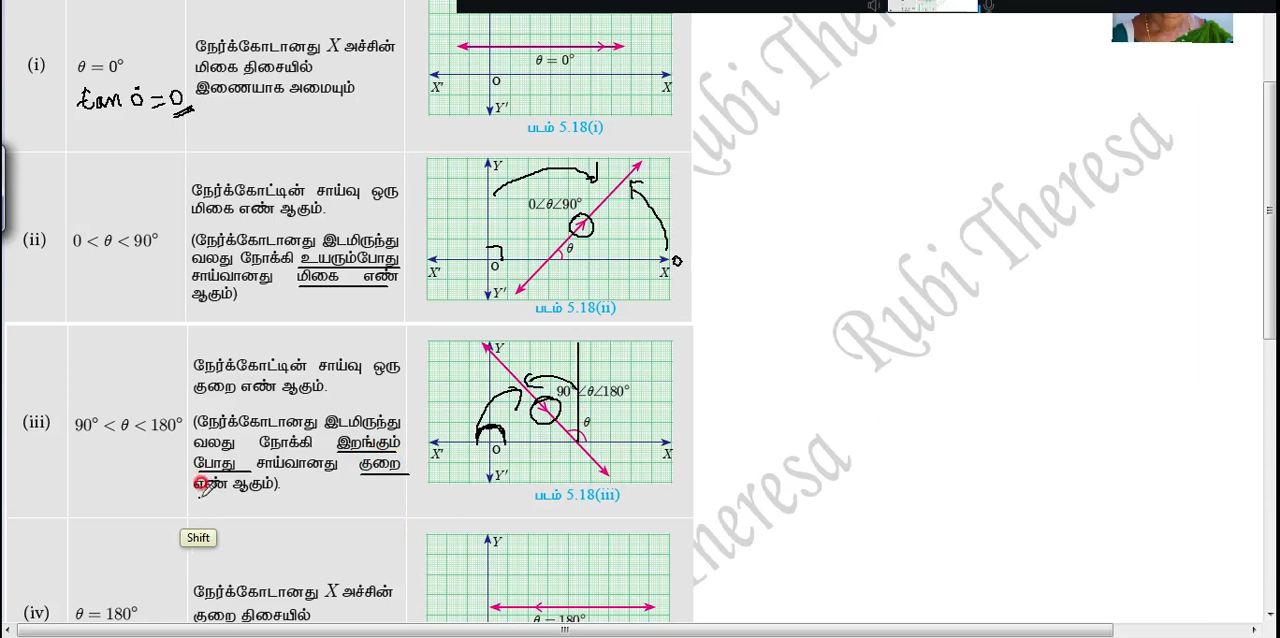 (i)
θ = 0°
tan 0° = 0
நேர்க்கோடானது X அச்சின்
மிகை திசையில்
இணையாக அமையும்
θ = 0°
X'
O
X
Y'
படம் 5.18(i)
(ii)
0 < θ < 90°
நேர்க்கோட்டின் சாய்வு ஒரு
மிகை எண் ஆகும்.
(நேர்க்கோடானது இடமிருந்து
வலது நோக்கி உயரும்போது
சாய்வானது மிகை எண்
ஆகும்)
Y
0∠θ∠90°
θ
X'
O
X
0
Y'
படம் 5.18(ii)
(iii)
90° < θ < 180°
நேர்க்கோட்டின் சாய்வு ஒரு
குறை எண் ஆகும்.
(நேர்க்கோடானது இடமிருந்து
வலது நோக்கி இறங்கும்
போது சாய்வானது குறை
எண் ஆகும்).
Y
90°∠θ∠180°
θ
X'
O
X
Y'
படம் 5.18(iii)
Shift
(iv)
θ = 180°
நேர்க்கோடானது X அச்சின்
குறை திசையில்
Y
θ = 180°
Rubi Theresa
Rubi Theresa
heresa